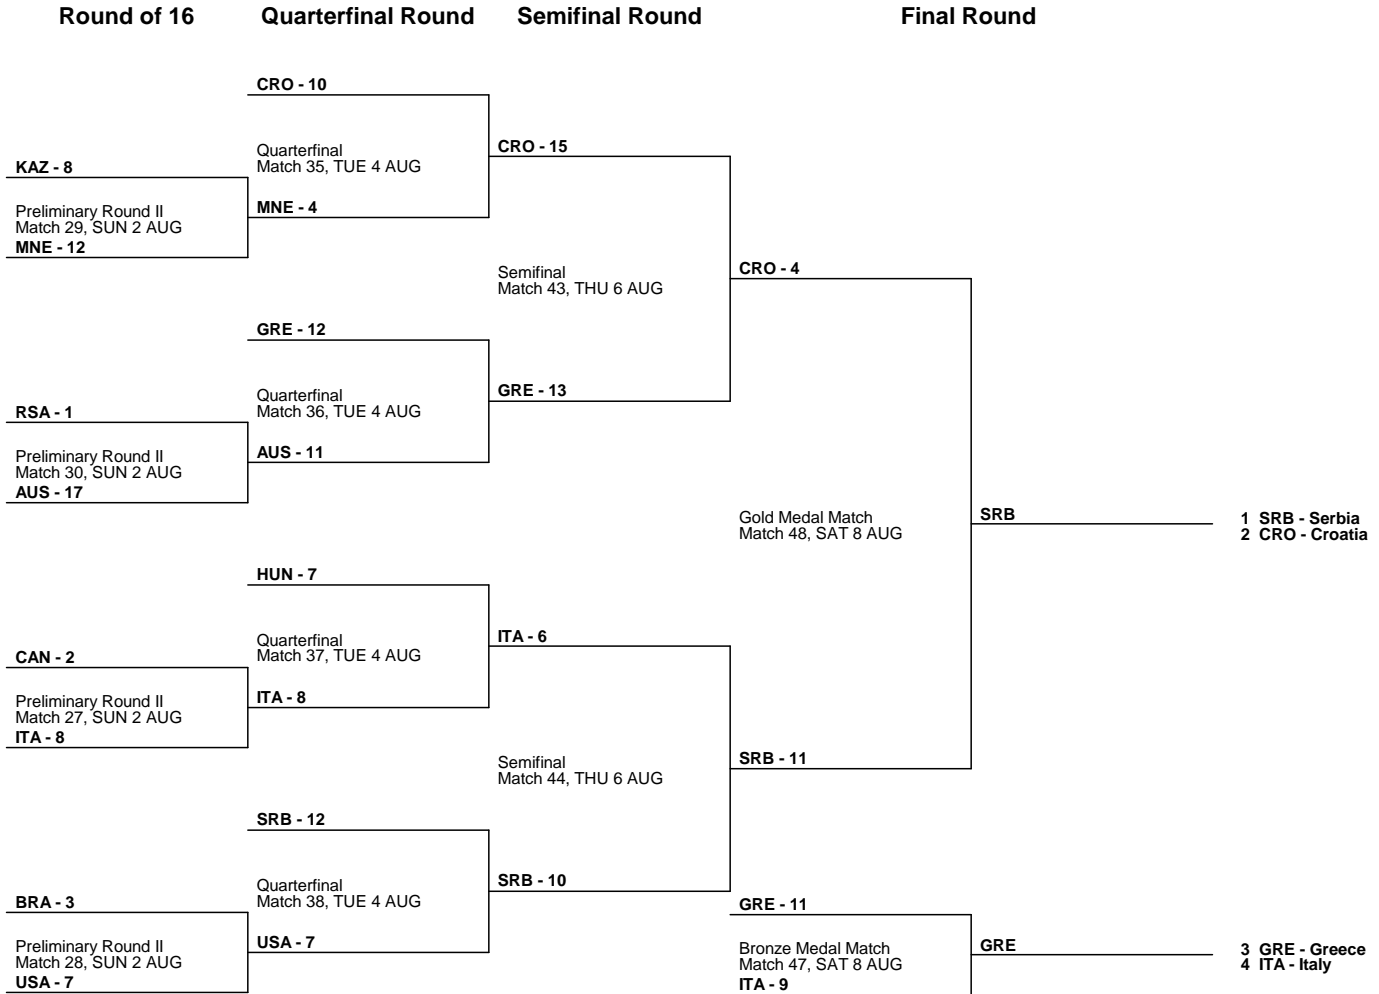 Round of 16
Quarterfinal Round
Semifinal Round
Final Round
KAZ - 8
Preliminary Round II
Match 29, SUN 2 AUG
MNE - 12
RSA - 1
Preliminary Round II
Match 30, SUN 2 AUG
AUS - 17
CAN - 2
Preliminary Round II
Match 27, SUN 2 AUG
ITA - 8
BRA - 3
Preliminary Round II
Match 28, SUN 2 AUG
USA - 7
CRO - 10
Quarterfinal
Match 35, TUE 4 AUG
MNE - 4
GRE - 12
Quarterfinal
Match 36, TUE 4 AUG
AUS - 11
HUN - 7
Quarterfinal
Match 37, TUE 4 AUG
ITA - 8
SRB - 12
Quarterfinal
Match 38, TUE 4 AUG
USA - 7
CRO - 15
Semifinal
Match 43, THU 6 AUG
GRE - 13
ITA - 6
Semifinal
Match 44, THU 6 AUG
SRB - 10
CRO - 4
Gold Medal Match
Match 48, SAT 8 AUG
SRB - 11
GRE - 11
Bronze Medal Match
Match 47, SAT 8 AUG
ITA - 9
SRB
GRE
1 SRB - Serbia
2 CRO - Croatia
3 GRE - Greece
4 ITA - Italy